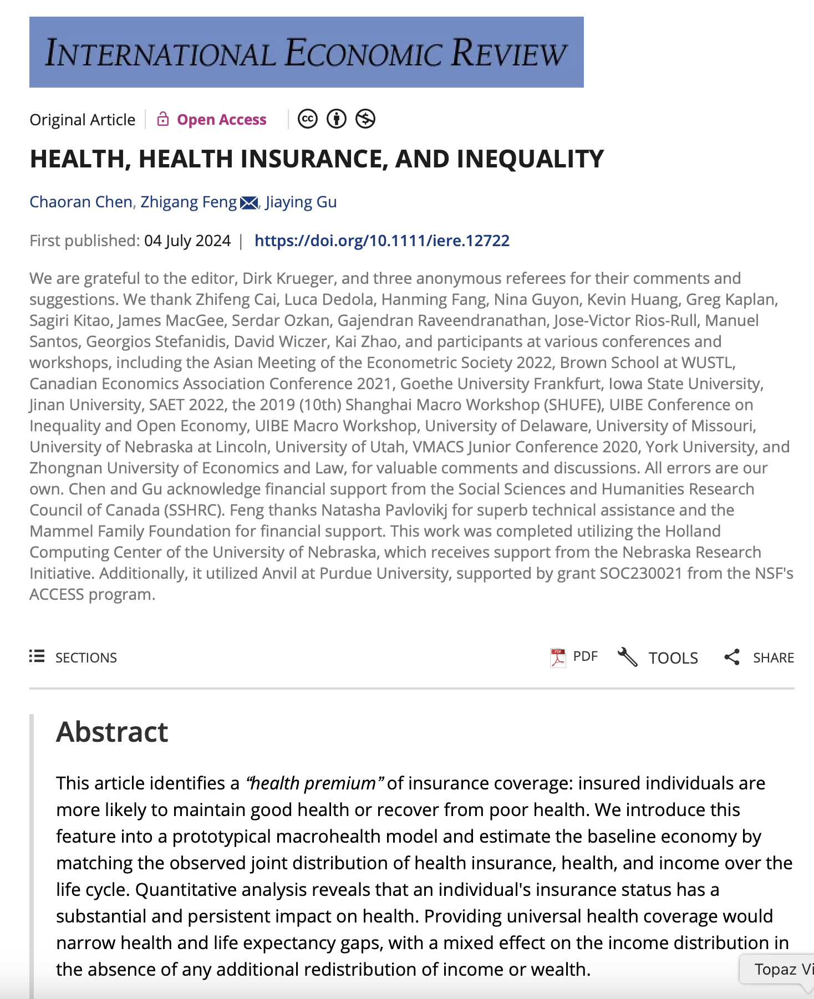 INTERNATIONAL ECONOMIC REVIEW
Original Article Open Access cc $
HEALTH, HEALTH INSURANCE, AND INEQUALITY
Chaoran Chen, Zhigang Feng, Jiaying Gu
First published: 04 July 2024 | https://doi.org/10.1111/iere.12722
We are grateful to the editor, Dirk Krueger, and three anonymous referees for their comments and
suggestions. We thank Zhifeng Cai, Luca Dedola, Hanming Fang, Nina Guyon, Kevin Huang, Greg Kaplan,
Sagiri Kitao, James MacGee, Serdar Ozkan, Gajendran Raveendranathan, Jose-Victor Rios-Rull, Manuel
Santos, Georgios Stefanidis, David Wiczer, Kai Zhao, and participants at various conferences and
workshops, including the Asian Meeting of the Econometric Society 2022, Brown School at WUSTL,
Canadian Economics Association Conference 2021, Goethe University Frankfurt, Iowa State University,
Jinan University, SAET 2022, the 2019 (10th) Shanghai Macro Workshop (SHUFE), UIBE Conference on
Inequality and Open Economy, UIBE Macro Workshop, University of Delaware, University of Missouri,
University of Nebraska at Lincoln, University of Utah, VMACS Junior Conference 2020, York University, and
Zhongnan University of Economics and Law, for valuable comments and discussions. All errors are our
own. Chen and Gu acknowledge financial support from the Social Sciences and Humanities Research
Council of Canada (SSHRC). Feng thanks Natasha Pavlovikj for superb technical assistance and the
Mammel Family Foundation for financial support. This work was completed utilizing the Holland
Computing Center of the University of Nebraska, which receives support from the Nebraska Research
Initiative. Additionally, it utilized Anvil at Purdue University, supported by grant SOC230021 from the NSF's
ACCESS program.
SECTIONS PDF PDF TOOLS SHARE
Abstract
This article identifies a “health premium” of insurance coverage: insured individuals are
more likely to maintain good health or recover from poor health. We introduce this
feature into a prototypical macrohealth model and estimate the baseline economy by
matching the observed joint distribution of health insurance, health, and income over the
life cycle. Quantitative analysis reveals that an individual's insurance status has a
substantial and persistent impact on health. Providing universal health coverage would
narrow health and life expectancy gaps, with a mixed effect on the income distribution in
the absence of any additional redistribution of income or wealth.
Topaz Vi